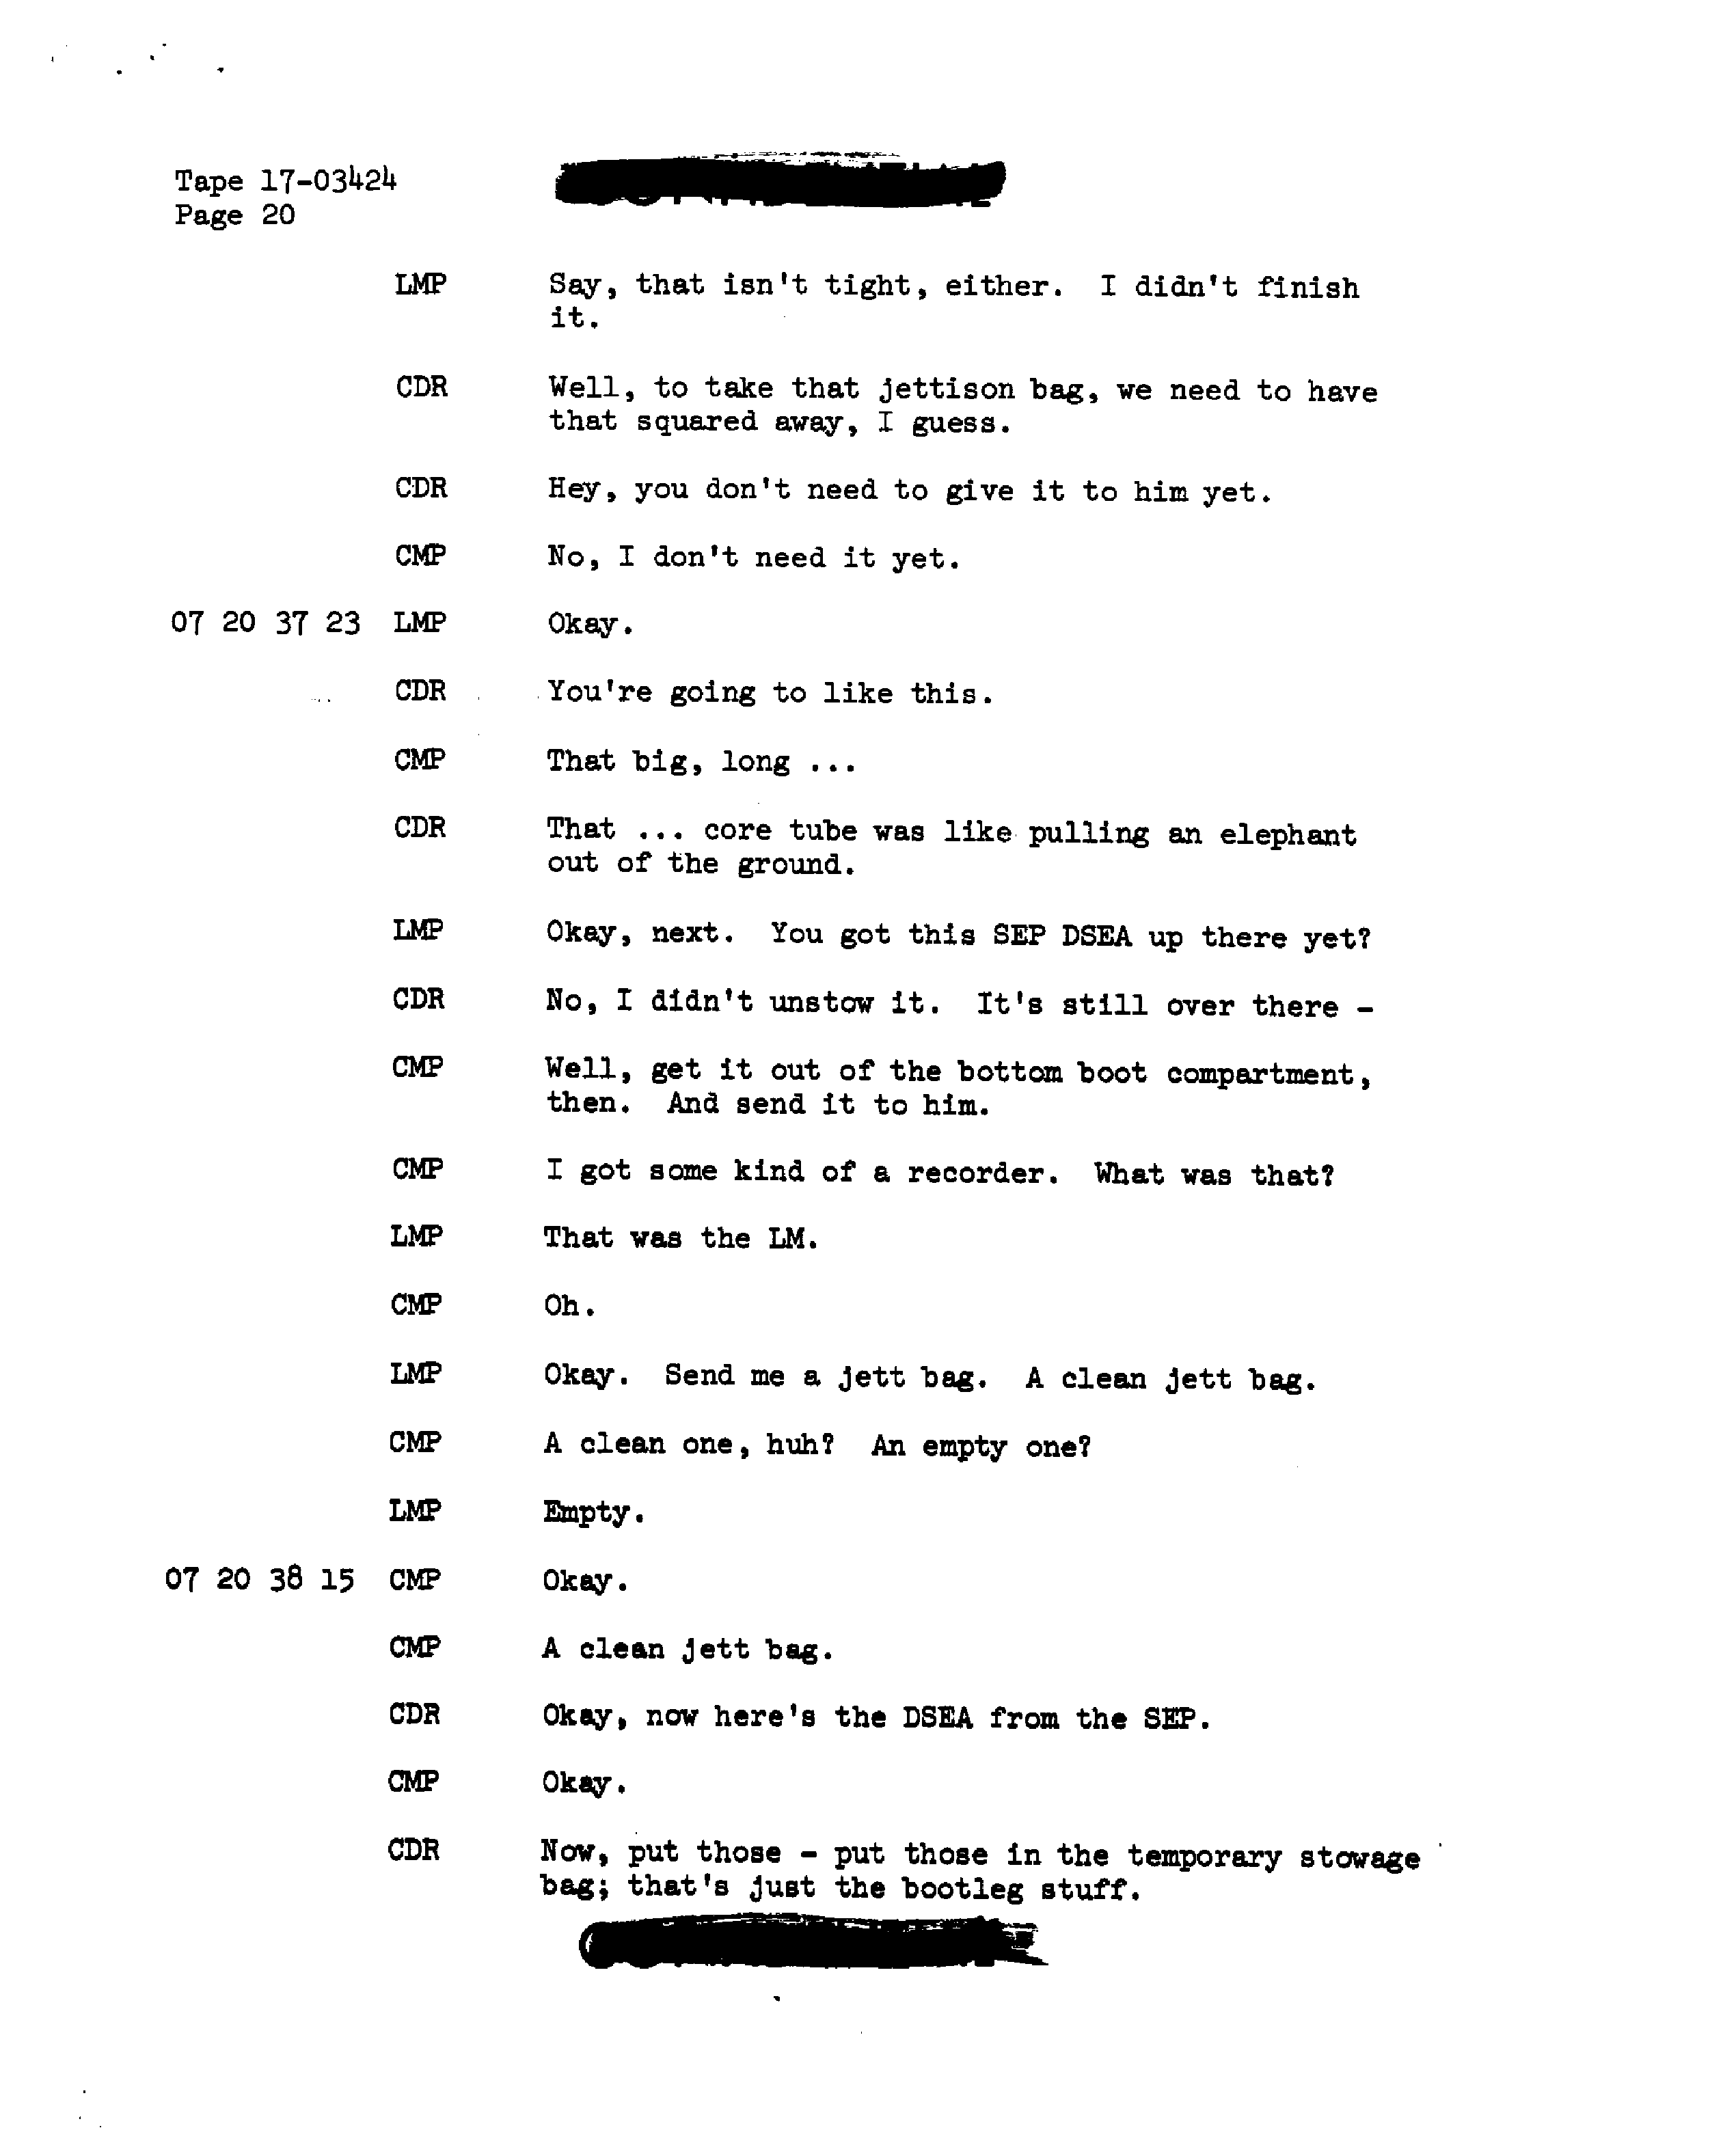 Tape 17-03424
Page 20
LMP Say, that isn't tight, either. I didn't finish
it.
CDR Well, to take that jettison bag, we need to have
that squared away, I guess.
CDR Hey, you don't need to give it to him yet.
CMP No, I don't need it yet.
07 20 37 23 LMP Okay.
CDR You're going to like this.
CMP That big, long ...
CDR That ... core tube was like pulling an elephant
out of the ground.
LMP Okay, next. You got this SEP DSEA up there yet?
CDR No, I didn't unstow it. It's still over there -
CMP Well, get it out of the bottom boot compartment,
then. And send it to him.
CMP I got some kind of a recorder. What was that?
LMP That was the LM.
CMP Oh.
LMP Okay. Send me a jett bag. A clean jett bag.
CMP A clean one, huh? An empty one?
LMP Empty.
07 20 38 15 CMP Okay.
CMP A clean jett bag.
CDR Okay, now here's the DSEA from the SEP.
CMP Okay.
CDR Now, put those - put those in the temporary stowage
bag; that's just the bootleg stuff.